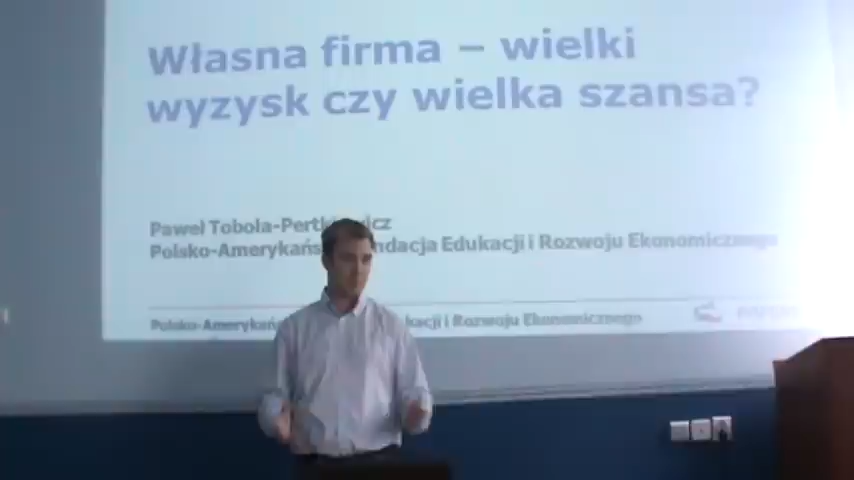 Własna firma – wielki
wyzysk czy wielka szansa?
Paweł
Edukacji i Rozwoju Ekonomicznego
i Rozwoju Ekonomicznego